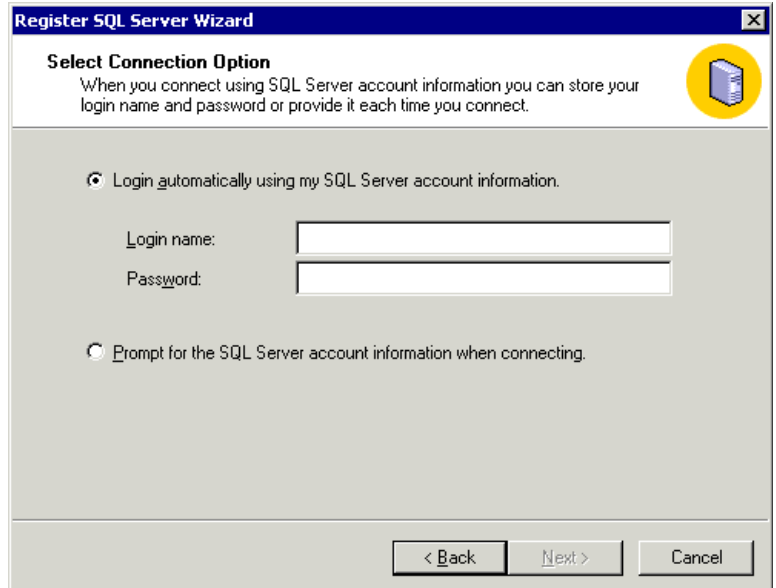 Register SQL Server Wizard
Select Connection Option
When you connect using SQL Server account information you can store your
login name and password or provide it each time you connect.
Login automatically using my SQL Server account information.
Login name:
Password:
Prompt for the SQL Server account information when connecting.
< Back Next > Cancel